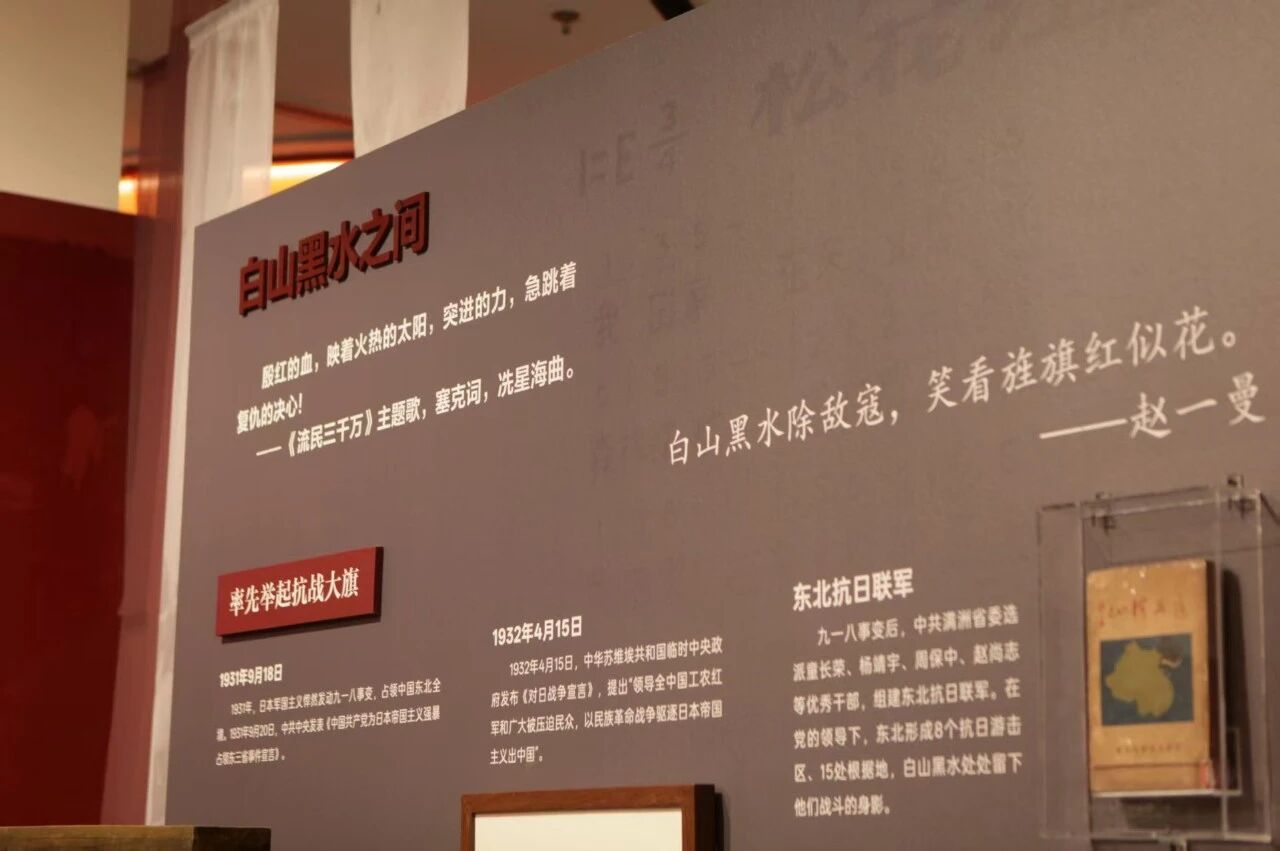 白山黑水之间
殷红的血，映着火热的太阳，突进的力，急跳着
复仇的决心！
——《流民三千万》主题歌，塞克词，冼星海曲。
松花
1=E 3/4
白山黑水除敌寇，笑看旌旗红似花。
——赵一曼
率先举起抗战大旗
1931年9月18日
1931年，日本军国主义悍然发动九一八事变，占领中国东北全
境。1931年9月20日，中共中央发表《中国共产党为日本帝国主义强暴
占领东三省事件宣言》。
1932年4月15日
1932年4月15日，中华苏维埃共和国临时中央政
府发布《对日战争宣言》，提出“领导全中国工农红
军和广大被压迫民众，以民族革命战争驱逐日本帝国
主义出中国”。
东北抗日联军
九一八事变后，中共满洲省委选
派童长荣、杨靖宇、周保中、赵尚志
等优秀干部，组建东北抗日联军。在
党的领导下，东北形成8个抗日游击
区、15处根据地，白山黑水处处留下
他们战斗的身影。